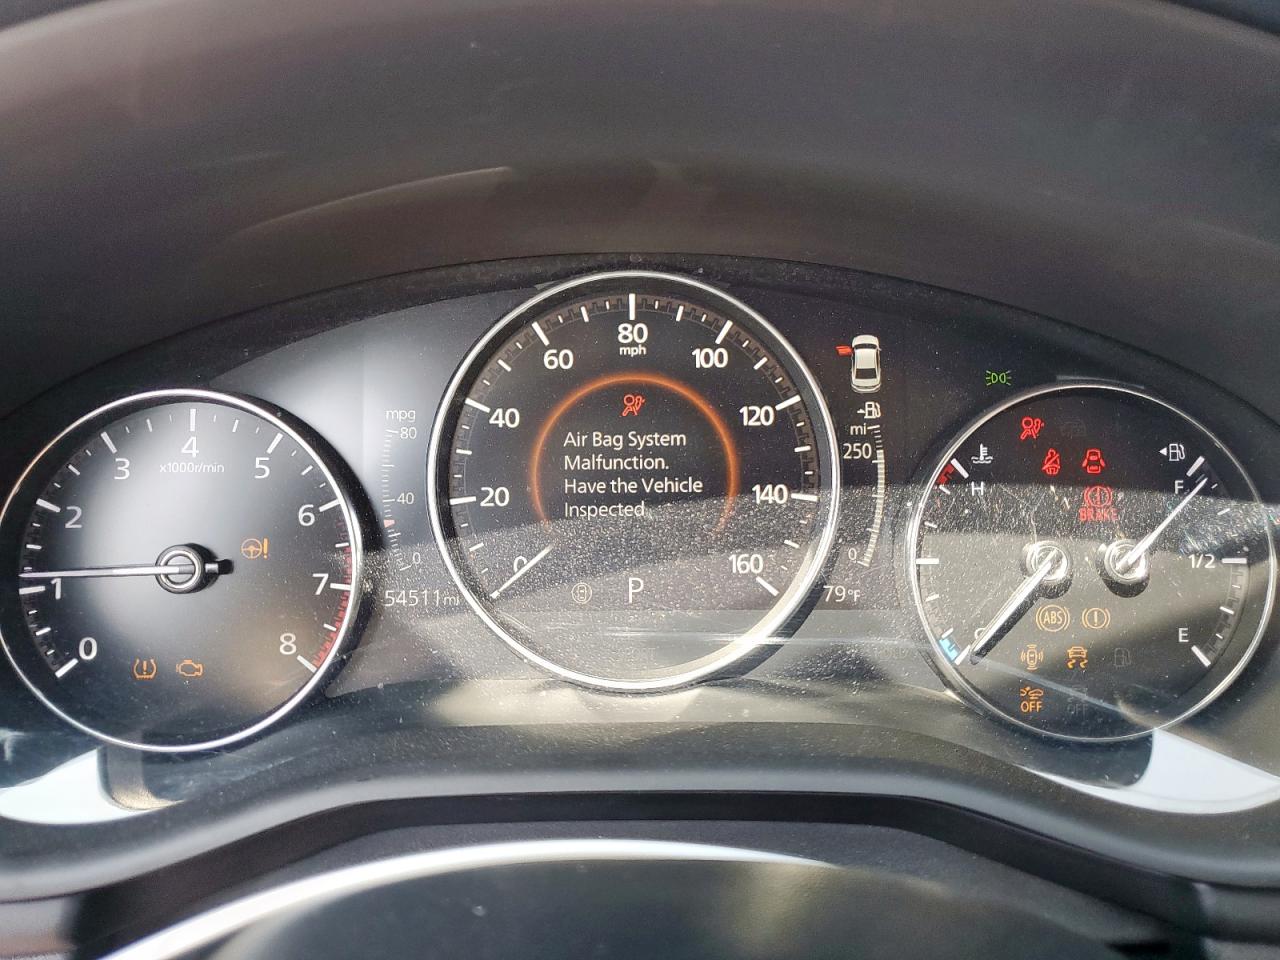 0
1
2
3
4
5
6
7
8
x1000r/min
mpg
80
40
0
54511mi
0
20
40
60
80
mph
100
120
140
160
Air Bag System
Malfunction.
Have the Vehicle
Inspected.
P
mi
250
0
79°F
H
C
F
1/2
E
BRAKE
ABS
OFF
OFF